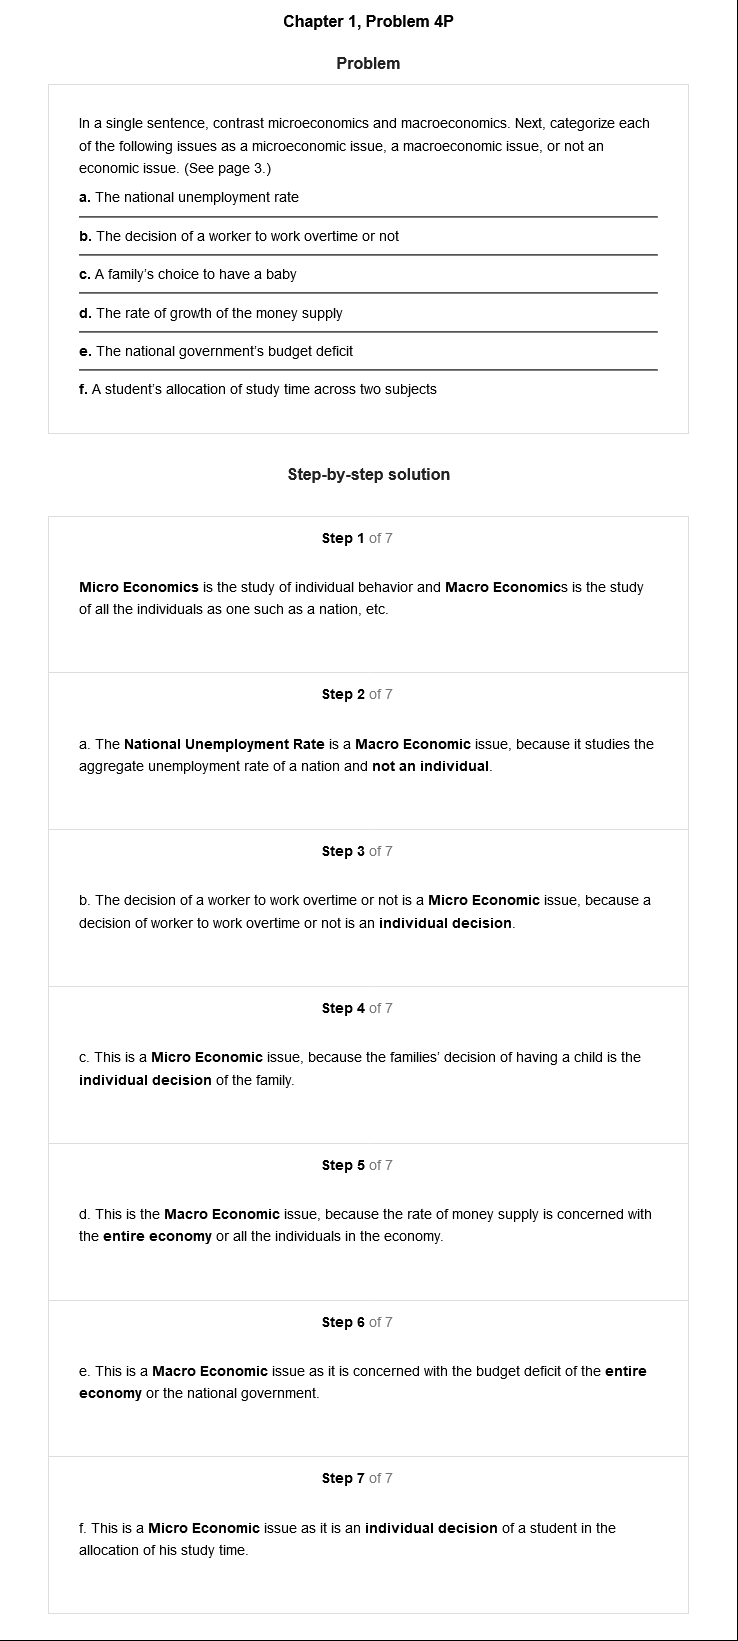 Chapter 1, Problem 4P
Problem
In a single sentence, contrast microeconomics and macroeconomics. Next, categorize each
of the following issues as a microeconomic issue, a macroeconomic issue, or not an
economic issue. (See page 3.)
a. The national unemployment rate
b. The decision of a worker to work overtime or not
c. A family's choice to have a baby
d. The rate of growth of the money supply
e. The national government's budget deficit
f. A student's allocation of study time across two subjects
Step-by-step solution
Step 1 of 7
Micro Economics is the study of individual behavior and Macro Economics is the study
of all the individuals as one such as a nation, etc.
Step 2 of 7
a. The National Unemployment Rate is a Macro Economic issue, because it studies the
aggregate unemployment rate of a nation and not an individual.
Step 3 of 7
b. The decision of a worker to work overtime or not is a Micro Economic issue, because a
decision of worker to work overtime or not is an individual decision.
Step 4 of 7
c. This is a Micro Economic issue, because the families' decision of having a child is the
individual decision of the family.
Step 5 of 7
d. This is the Macro Economic issue, because the rate of money supply is concerned with
the entire economy or all the individuals in the economy.
Step 6 of 7
e. This is a Macro Economic issue as it is concerned with the budget deficit of the entire
economy or the national government.
Step 7 of 7
f. This is a Micro Economic issue as it is an individual decision of a student in the
allocation of his study time.